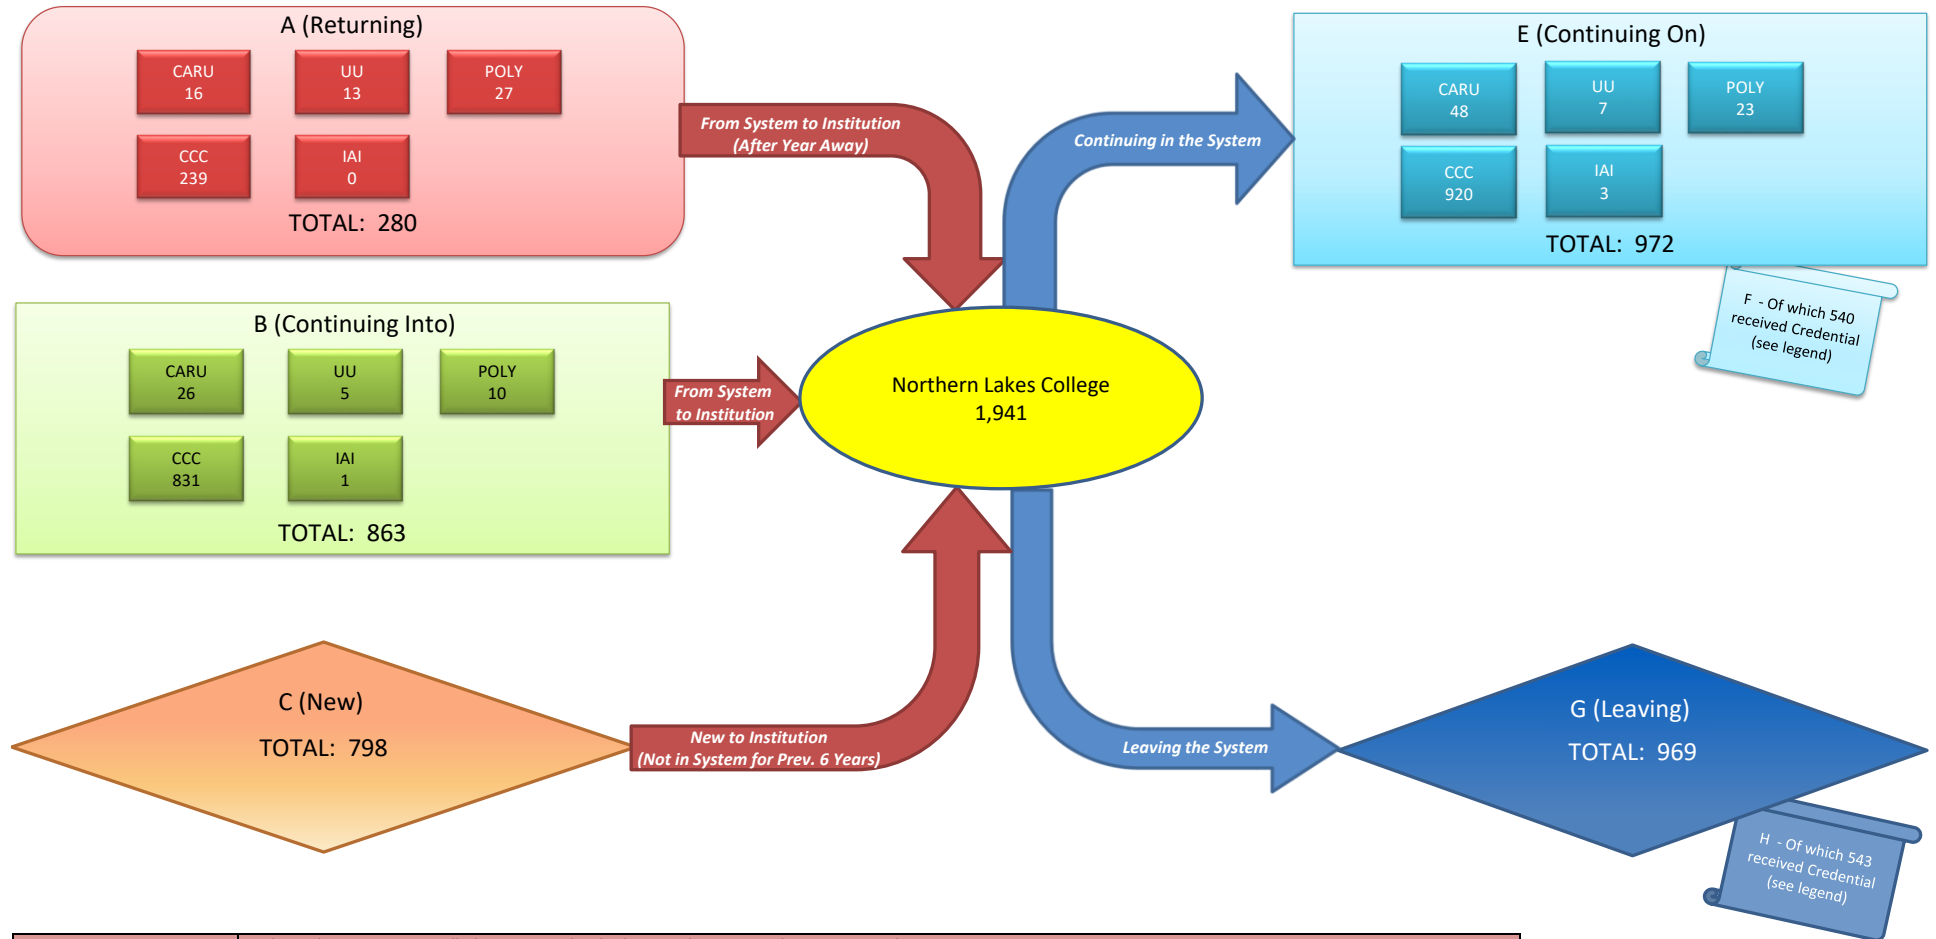 A (Returning)
CARU
16
UU
13
POLY
27
CCC
239
IAI
0
TOTAL: 280
From System to Institution
(After Year Away)
Continuing in the System
E (Continuing On)
CARU
48
UU
7
POLY
23
CCC
920
IAI
3
TOTAL: 972
F - Of which 540
received Credential
(see legend)
B (Continuing Into)
CARU
26
UU
5
POLY
10
CCC
831
IAI
1
TOTAL: 863
From System
to Institution
Northern Lakes College
1,941
C (New)
TOTAL: 798
New to Institution
(Not in System for Prev. 6 Years)
Leaving the System
G (Leaving)
TOTAL: 969
H - Of which 543
received Credential
(see legend)